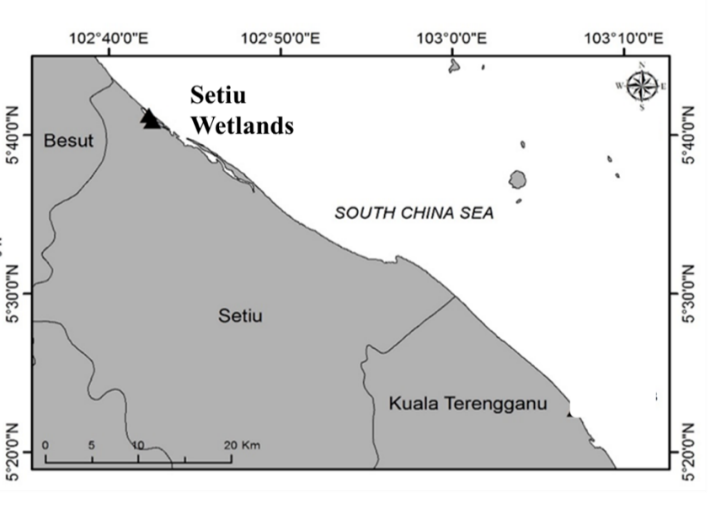 102°40'0"E 102°50'0"E 103°0'0"E 103°10'0"E
N
W E
S
Setiu
Wetlands
5°40'0"N 5°40'0"N
Besut
SOUTH CHINA SEA
5°30'0"N 5°30'0"N
Setiu
Kuala Terengganu
5°20'0"N 5°20'0"N
0 5 10 20 Km